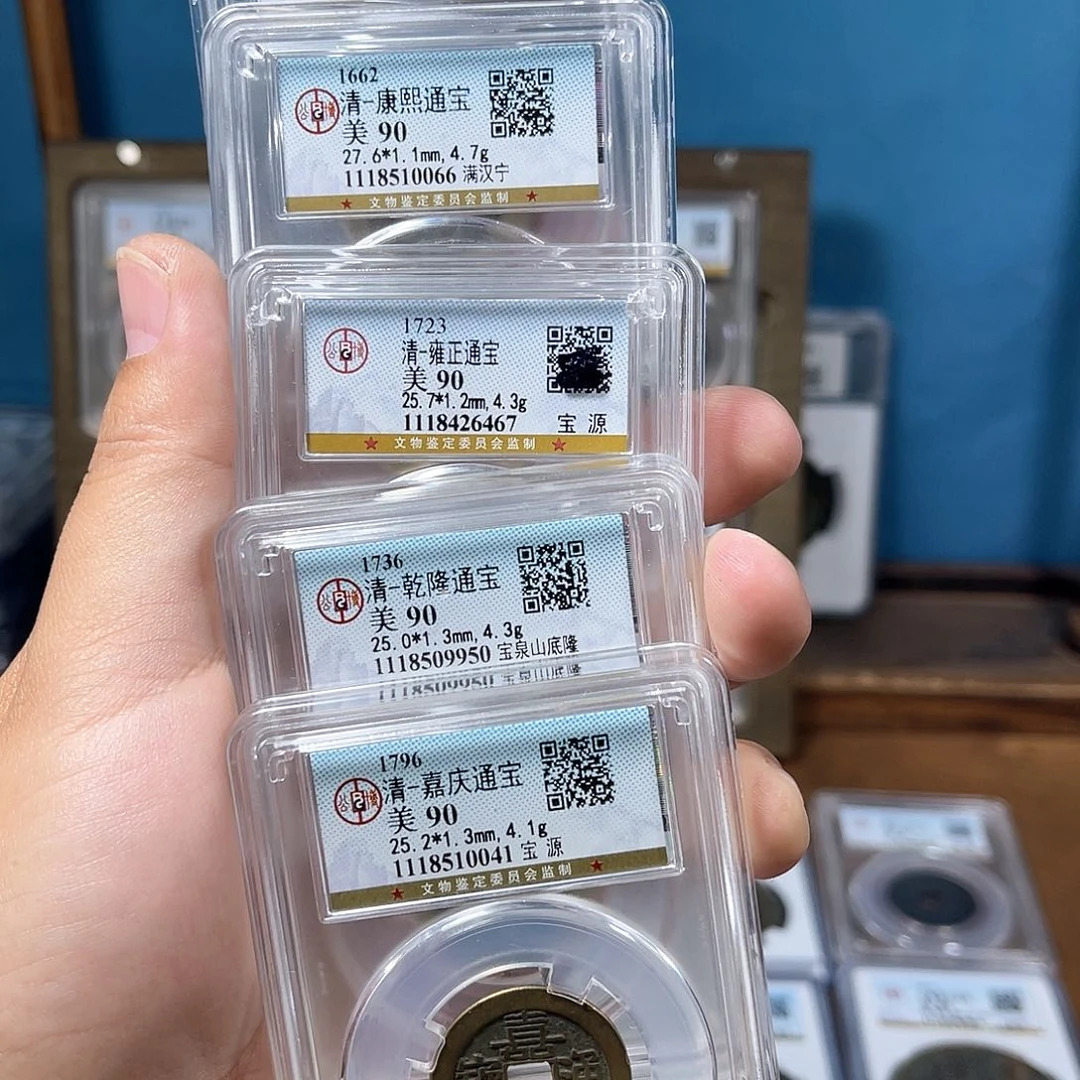 1662
清-康熙通宝
美 90
27.6*1.1mm,4.7g
1118510066 满汉宁
文物鉴定委员会监制
1723
清-雍正通宝
美 90
25.7*1.2mm,4.3g
1118426467 宝 源
文物鉴定委员会监制
1736
清-乾隆通宝
美 90
25.0*1.3mm,4.3g
1118509950 宝泉山底隆
1796
公博
清-嘉庆通宝
美 90
25.2*1.3mm,4.1g
1118510041 宝 源
文物鉴定委员会监制
嘉